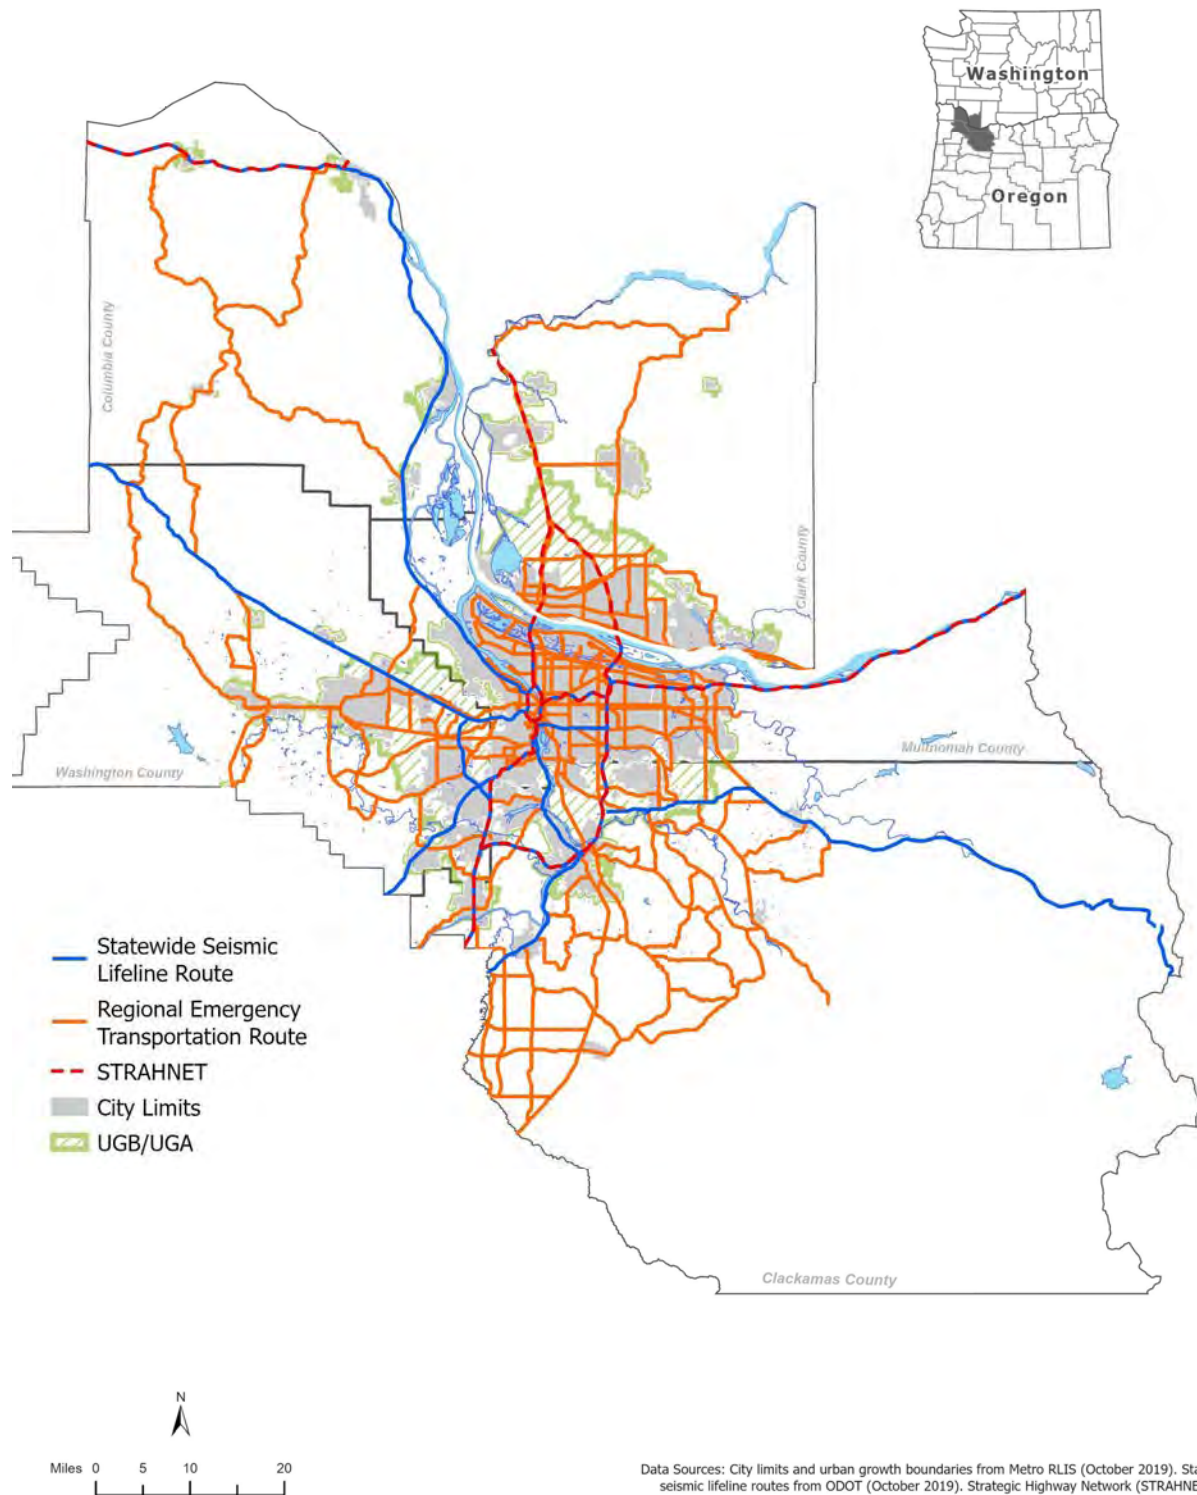 Washington
Oregon
Columbia County
Clark County
Multnomah County
Washington County
Statewide Seismic
Lifeline Route
Regional Emergency
Transportation Route
STRAHNET
City Limits
UGB/UGA
Clackamas County
N
Miles 0 5 10 20
Data Sources: City limits and urban growth boundaries from Metro RLIS (October 2019). Sta
seismic lifeline routes from ODOT (October 2019). Strategic Highway Network (STRAHNE